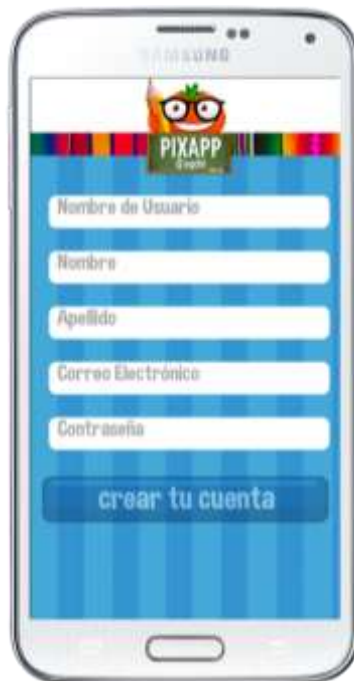 SAMSUNG
PIXAPP
Nombre de Usuario
Nombre
Apellido
Correo Electrónico
Contraseña
crear tu cuenta